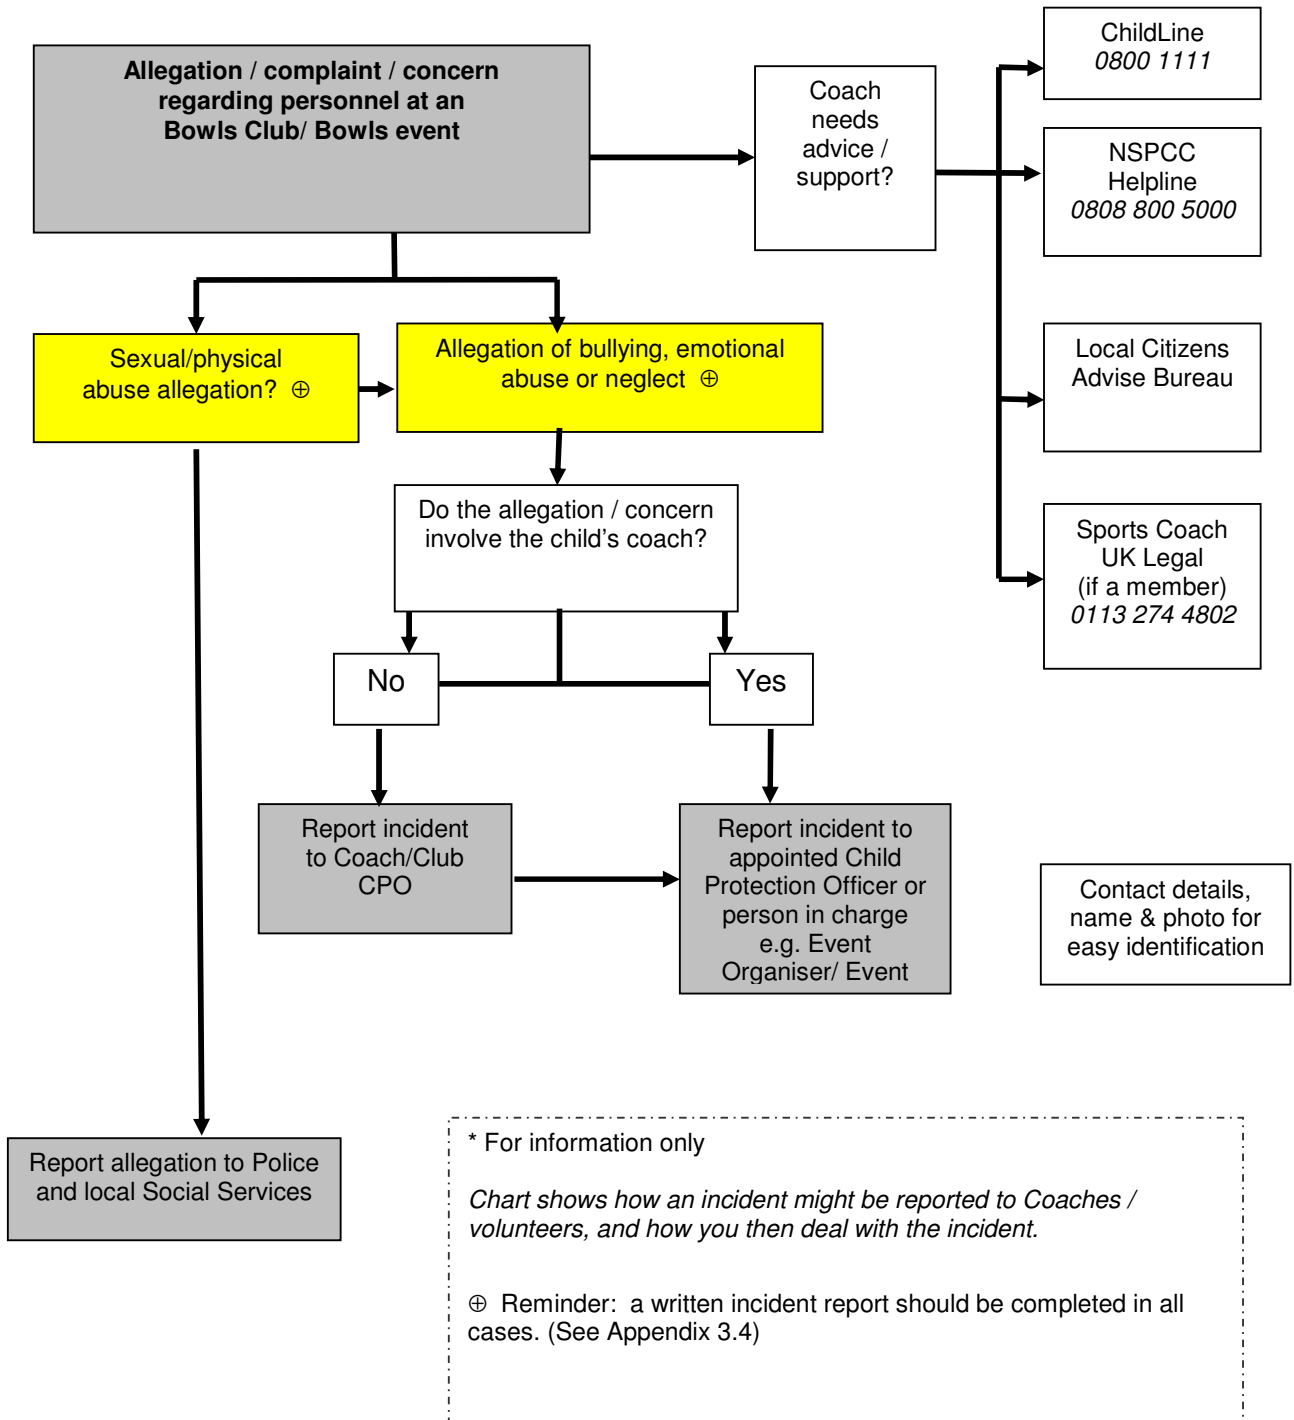 Allegation / complaint / concern
regarding personnel at an
Bowls Club/ Bowls event
Coach
needs
advice /
support?
ChildLine
0800 1111
NSPCC
Helpline
0808 800 5000
Local Citizens
Advise Bureau
Sports Coach
UK Legal
(if a member)
0113 274 4802
Sexual/physical
abuse allegation? ⊕
Allegation of bullying, emotional
abuse or neglect ⊕
Do the allegation / concern
involve the child’s coach?
No
Yes
Report incident
to Coach/Club
CPO
Report incident to
appointed Child
Protection Officer or
person in charge
e.g. Event
Organiser/ Event
Contact details,
name & photo for
easy identification
Report allegation to Police
and local Social Services
* For information only
Chart shows how an incident might be reported to Coaches /
volunteers, and how you then deal with the incident.
⊕ Reminder: a written incident report should be completed in all
cases. (See Appendix 3.4)